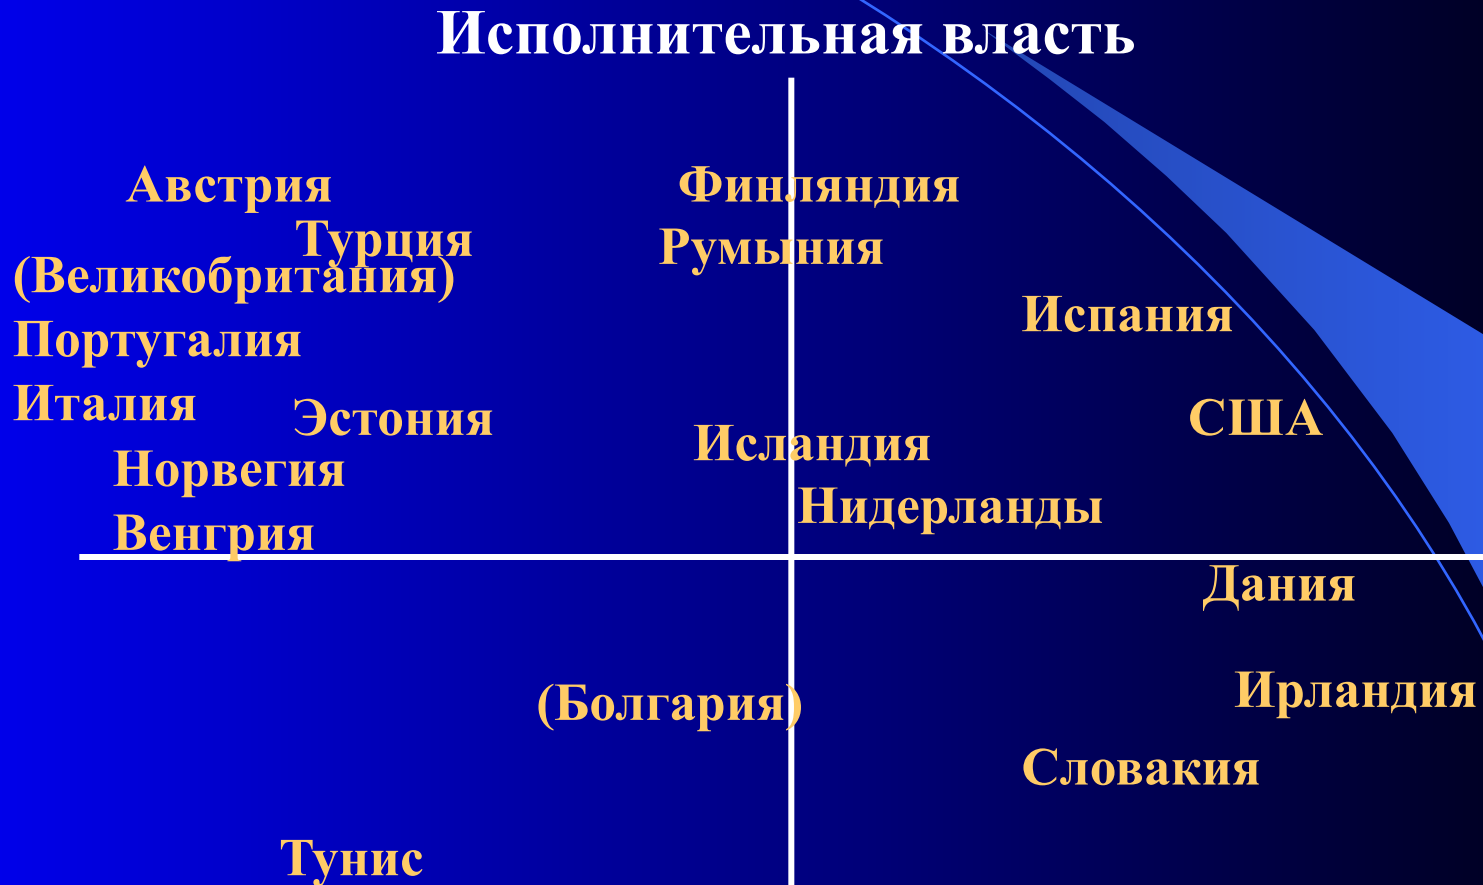 Исполнительная власть
Австрия
Финляндия
Турция
Румыния
(Великобритания)
Испания
Португалия
Италия
Эстония
США
Исландия
Норвегия
Нидерланды
Венгрия
Дания
Ирландия
(Болгария)
Словакия
Тунис